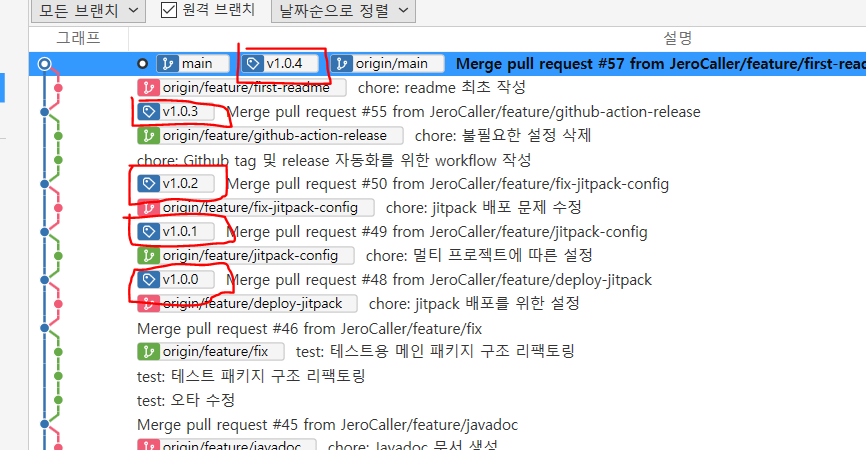 모든 브랜치 원격 브랜치 날짜순으로 정렬
그래프 설명
main v1.0.4 origin/main Merge pull request #57 from JeroCaller/feature/first-rea
origin/feature/first-readme chore: readme 최초 작성
v1.0.3 Merge pull request #55 from JeroCaller/feature/github-action-release
origin/feature/github-action-release chore: 불필요한 설정 삭제
chore: Github tag 및 release 자동화를 위한 workflow 작성
v1.0.2 Merge pull request #50 from JeroCaller/feature/fix-jitpack-config
origin/feature/fix-jitpack-config chore: jitpack 배포 문제 수정
v1.0.1 Merge pull request #49 from JeroCaller/feature/jitpack-config
origin/feature/jitpack-config chore: 멀티 프로젝트에 따른 설정
v1.0.0 Merge pull request #48 from JeroCaller/feature/deploy-jitpack
origin/feature/deploy-jitpack chore: jitpack 배포를 위한 설정
Merge pull request #46 from JeroCaller/feature/fix
origin/feature/fix test: 테스트용 메인 패키지 구조 리팩토링
test: 테스트 패키지 구조 리팩토링
test: 오타 수정
Merge pull request #45 from JeroCaller/feature/javadoc
origin/feature/javadoc chore: Javadoc 문서 생성